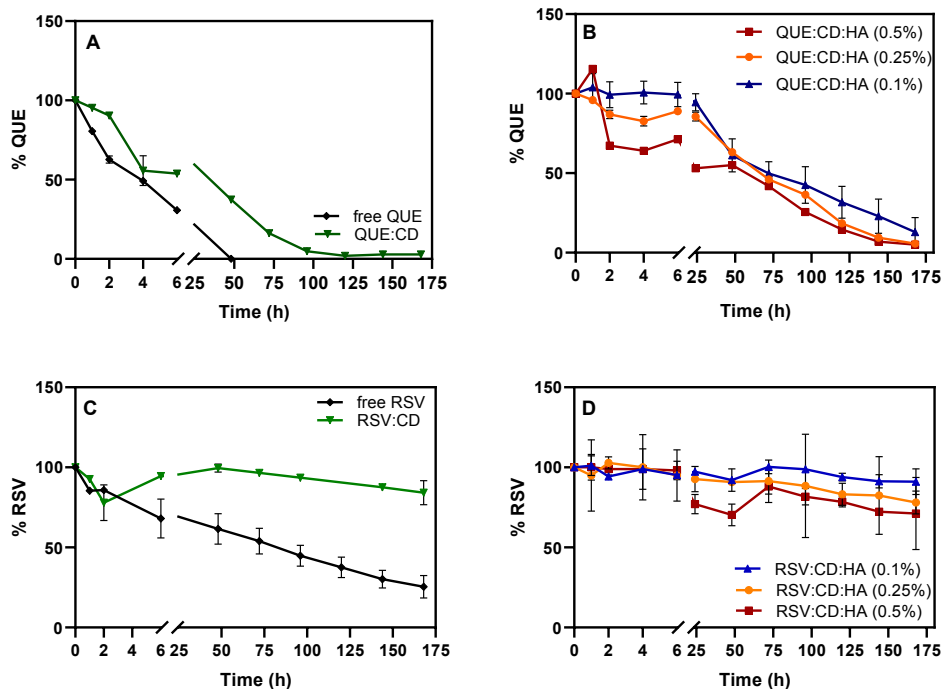 A
150
100
50
0
% QUE
free QUE
QUE:CD
0 2 4 6 25 50 75 100 125 150 175
Time (h)
B
150
100
50
0
% QUE
QUE:CD:HA (0.5%)
QUE:CD:HA (0.25%)
QUE:CD:HA (0.1%)
0 2 4 6 25 50 75 100 125 150 175
Time (h)
C
150
100
50
0
% RSV
free RSV
RSV:CD
0 2 4 6 25 50 75 100 125 150 175
Time (h)
D
150
100
50
0
% RSV
RSV:CD:HA (0.1%)
RSV:CD:HA (0.25%)
RSV:CD:HA (0.5%)
0 2 4 6 25 50 75 100 125 150 175
Time (h)